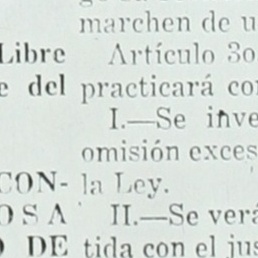 marchen de u
Libre
e del
CON-
OSA
DE
Artículo 3o
practicará co
I.—Se inve
omisión exces
la Ley.
II.—Se verá
tida con el jus